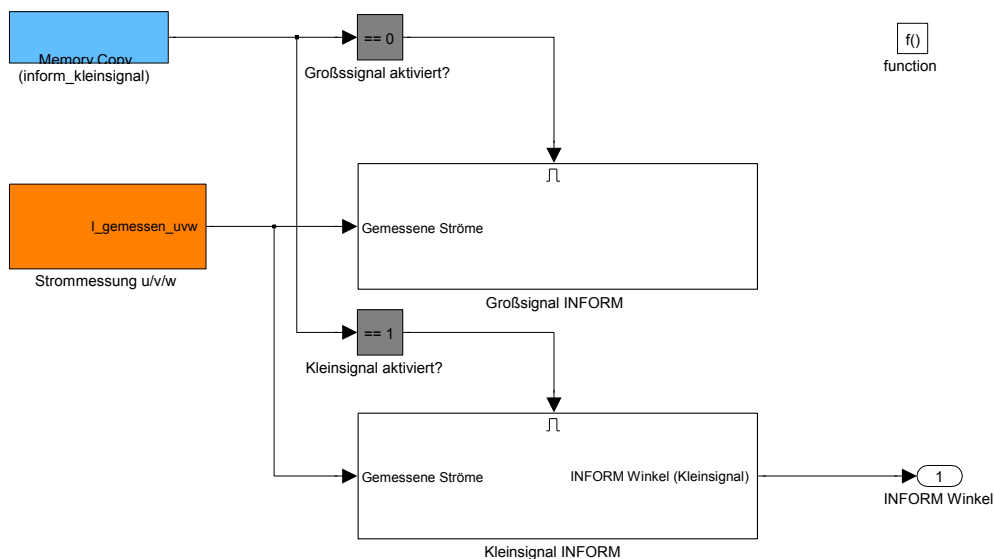 Memory Copy
(inform_kleinsignal)
== 0
Großssignal aktiviert?
f()
function
I_gemessen_uvw
Strommessung u/v/w
Gemessene Ströme
Großsignal INFORM
== 1
Kleinsignal aktiviert?
Gemessene Ströme
INFORM Winkel (Kleinsignal)
Kleinsignal INFORM
1
INFORM Winkel